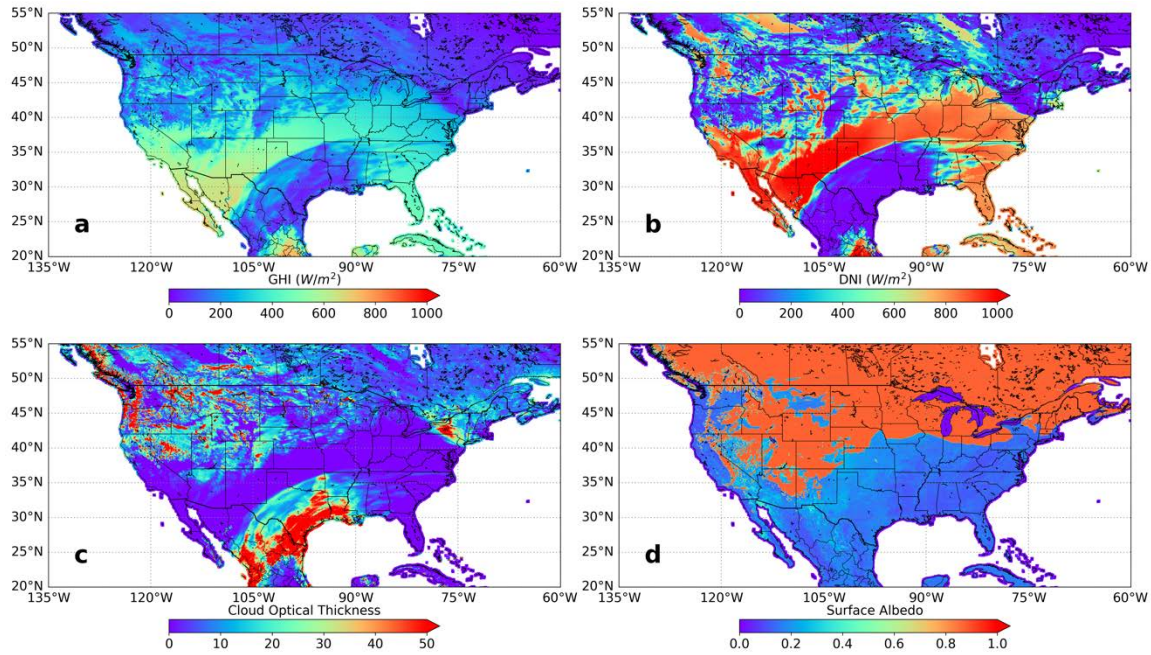 55°N
50°N
45°N
40°N
35°N
30°N
25°N
20°N
a
135°W 120°W 105°W 90°W 75°W 60°W
GHI (W/m²)
0 200 400 600 800 1000
55°N
50°N
45°N
40°N
35°N
30°N
25°N
20°N
b
135°W 120°W 105°W 90°W 75°W 60°W
DNI (W/m²)
0 200 400 600 800 1000
55°N
50°N
45°N
40°N
35°N
30°N
25°N
20°N
c
135°W 120°W 105°W 90°W 75°W 60°W
Cloud Optical Thickness
0 10 20 30 40 50
55°N
50°N
45°N
40°N
35°N
30°N
25°N
20°N
d
135°W 120°W 105°W 90°W 75°W 60°W
Surface Albedo
0.0 0.2 0.4 0.6 0.8 1.0